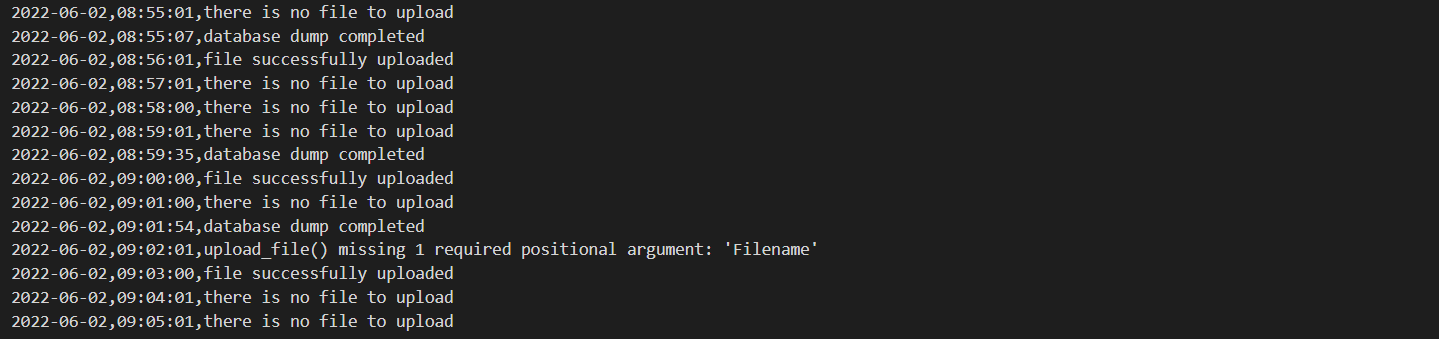 2022-06-02,08:55:01,there is no file to upload
2022-06-02,08:55:07,database dump completed
2022-06-02,08:56:01,file successfully uploaded
2022-06-02,08:57:01,there is no file to upload
2022-06-02,08:58:00,there is no file to upload
2022-06-02,08:59:01,there is no file to upload
2022-06-02,08:59:35,database dump completed
2022-06-02,09:00:00,file successfully uploaded
2022-06-02,09:01:00,there is no file to upload
2022-06-02,09:01:54,database dump completed
2022-06-02,09:02:01,upload_file() missing 1 required positional argument: 'Filename'
2022-06-02,09:03:00,file successfully uploaded
2022-06-02,09:04:01,there is no file to upload
2022-06-02,09:05:01,there is no file to upload